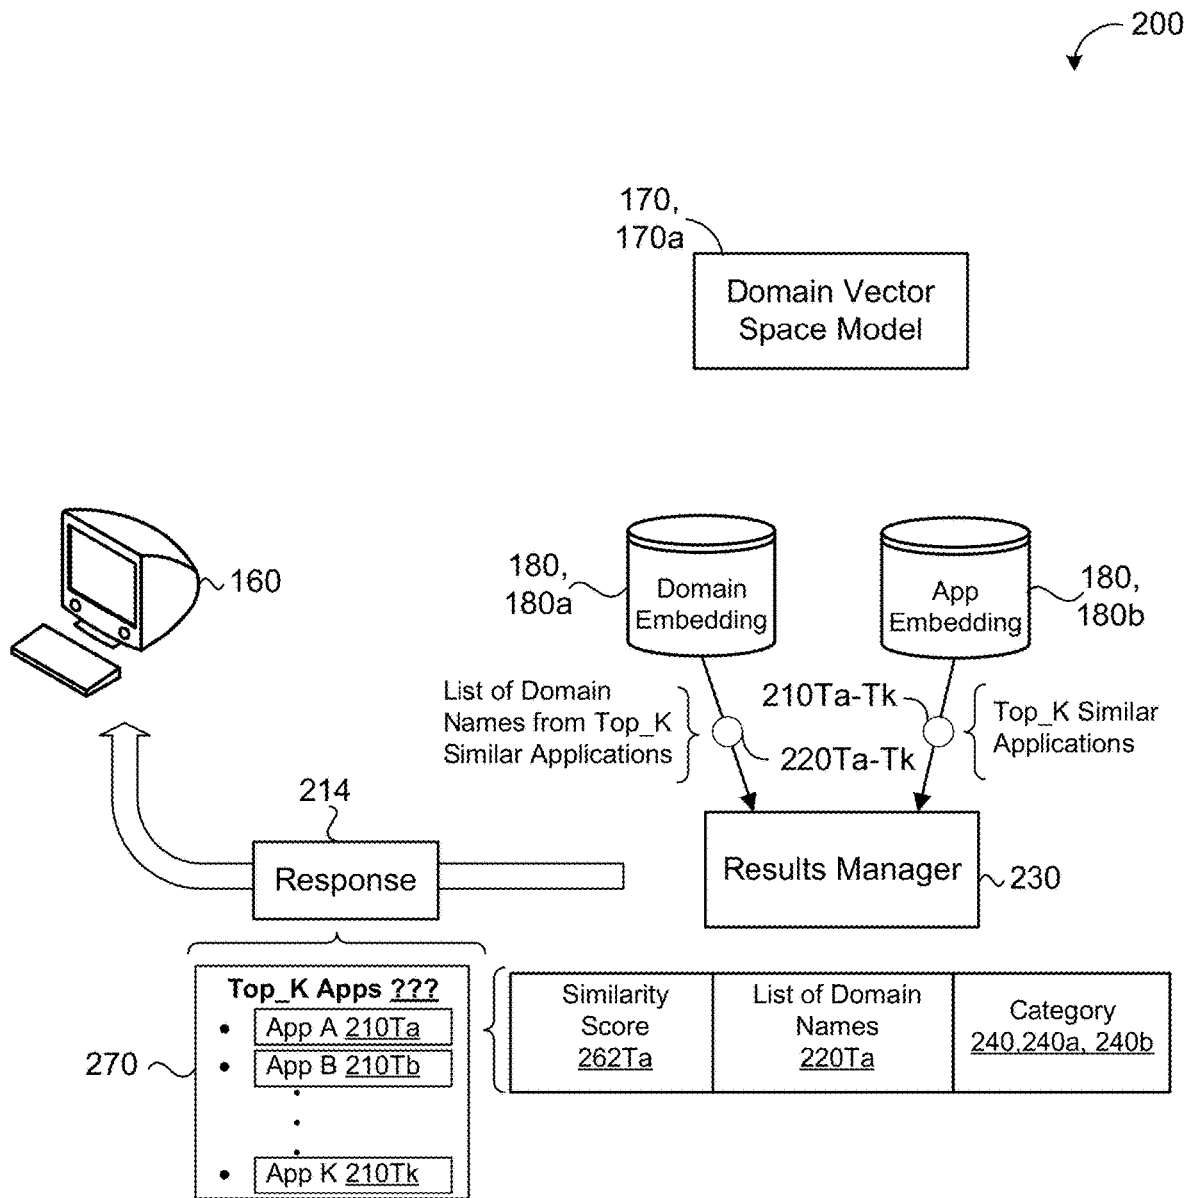 200
170,
170a
Domain Vector
Space Model
160
180,
180a
Domain
Embedding
App
Embedding
180,
180b
List of Domain
Names from Top_K
Similar Applications
210Ta-Tk
220Ta-Tk
Top_K Similar
Applications
214
Response
Results Manager
230
Top_K Apps ???
• App A 210Ta
• App B 210Tb
• App K 210Tk
270
Similarity
Score
262Ta
List of Domain
Names
220Ta
Category
240,240a, 240b